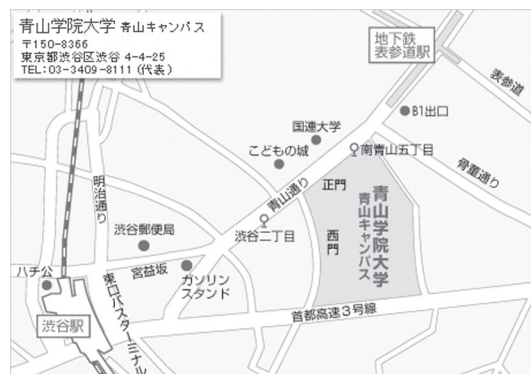 青山学院大学 青山キャンパス
〒150-8366
東京都渋谷区渋谷 4-4-25
TEL:03-3409-8111 (代表)
地下鉄
表参道駅
表参道
B1出口
国連大学
こどもの城
南青山五丁目
骨董通り
青山通り
正門
青山学院大学
青山キャンパス
明治通り
渋谷二丁目
西門
渋谷郵便局
宮益坂
ガソリン
スタンド
ハチ公
東口バスターミナル
首都高速3号線
渋谷駅